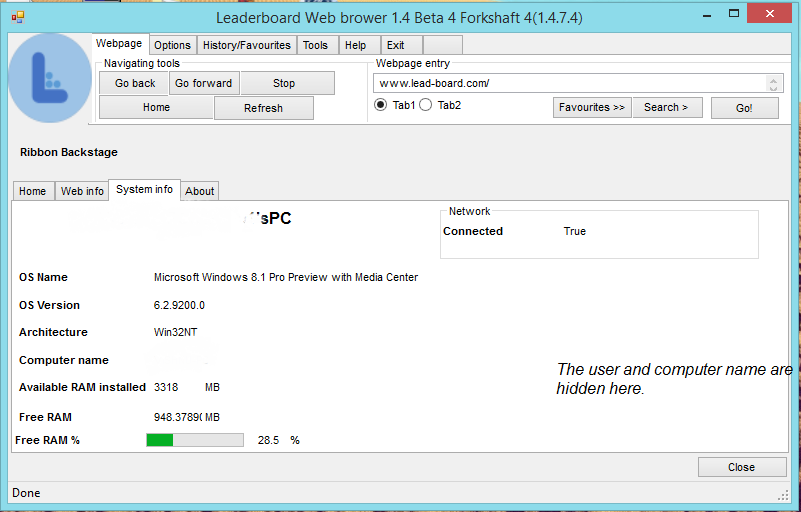 Leaderboard Web brower 1.4 Beta 4 Forkshaft 4(1.4.7.4)
Webpage Options History/Favourites Tools Help Exit
Navigating tools
Go back Go forward Stop
Home Refresh
Webpage entry
www.lead-board.com/
Tab1 Tab2 Favourites >> Search > Go!
Ribbon Backstage
Home Web info System info About
sPC
Network
Connected True
OS Name Microsoft Windows 8.1 Pro Preview with Media Center
OS Version 6.2.9200.0
Architecture Win32NT
Computer name
The user and computer name are
hidden here.
Available RAM installed 3318 MB
Free RAM 948.3789 MB
Free RAM % 28.5 %
Close
Done